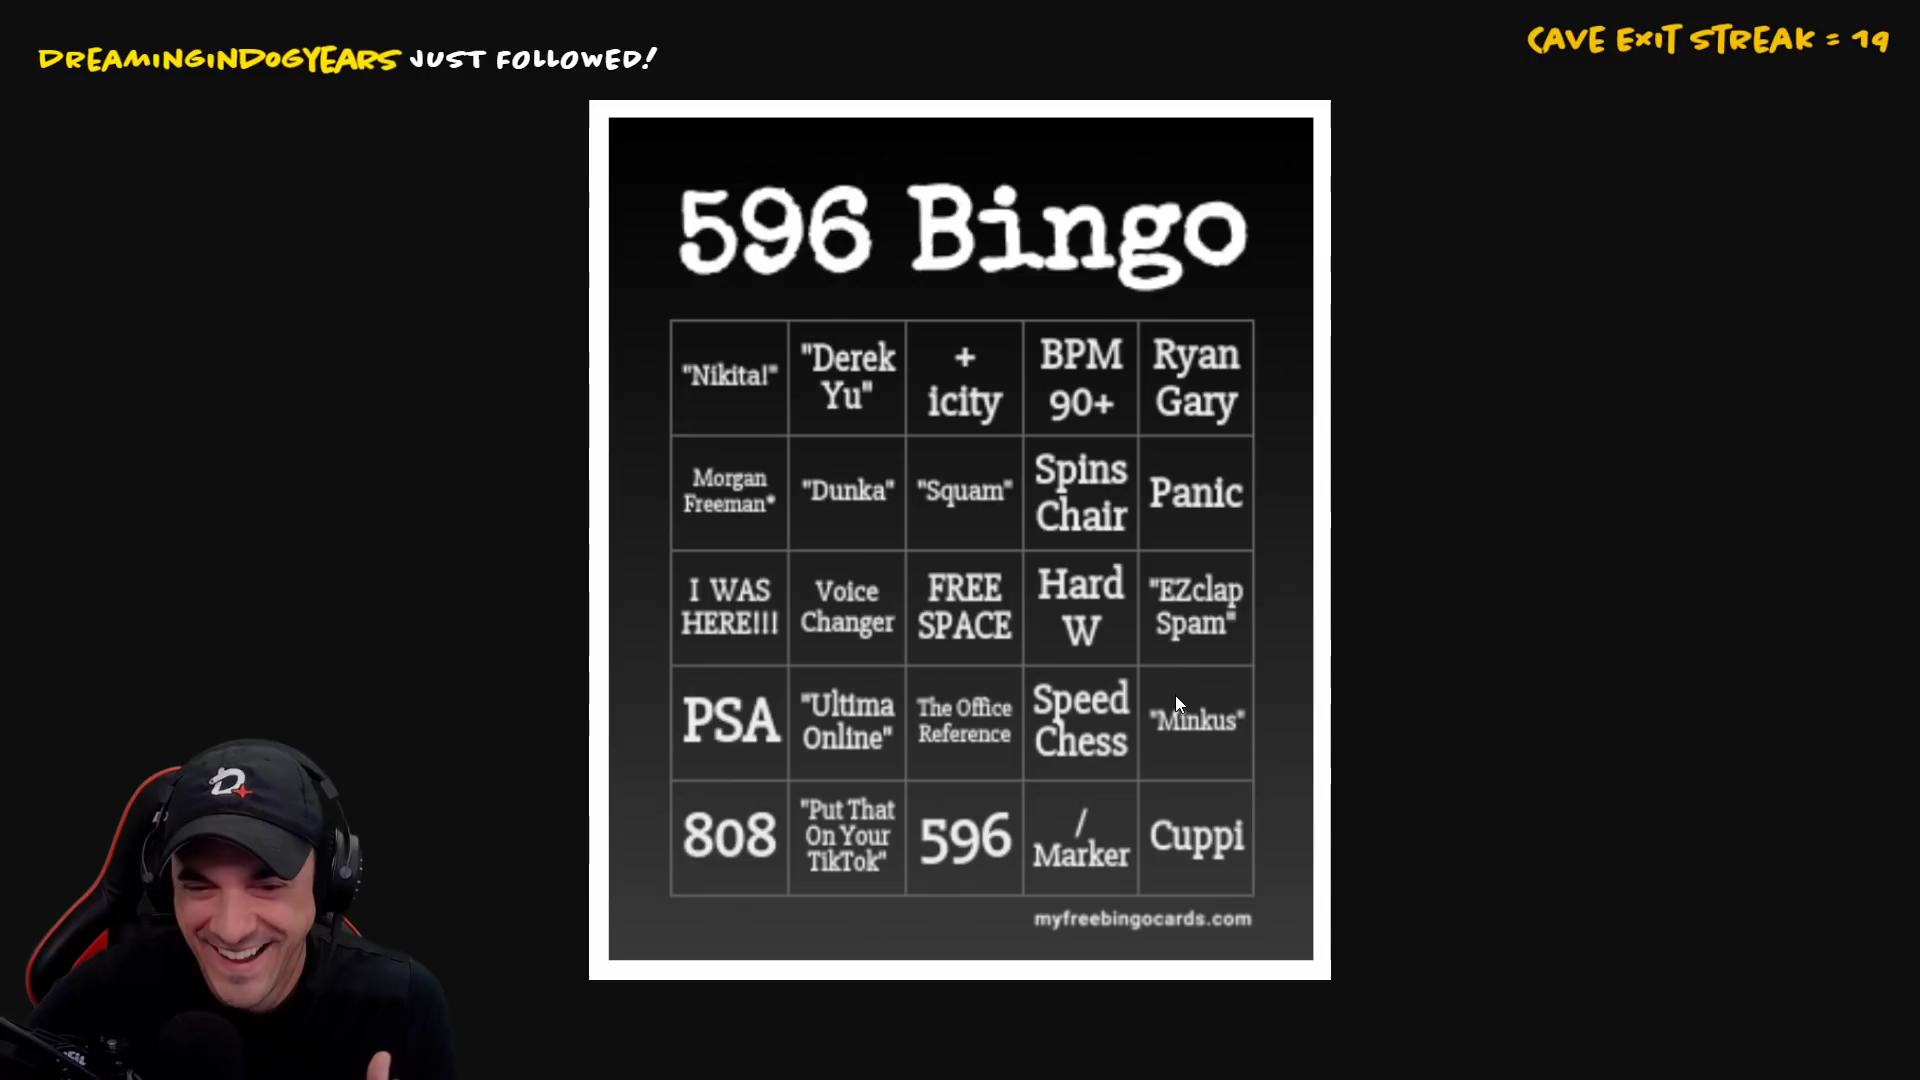 DREAMINGINDOGYEARS JUST FOLLOWED!
CAVE EXIT STREAK = 19
596 Bingo
"Nikita!"
"Derek
Yu"
+
icity
BPM
90+
Ryan
Gary
Morgan
Freeman*
"Dunka"
"Squam"
Spins
Chair
Panic
I WAS
HERE!!!
Voice
Changer
FREE
SPACE
Hard
W
"EZclap
Spam"
PSA
"Ultima
Online"
The Office
Reference
Speed
Chess
"Minkus"
808
"Put That
On Your
TikTok"
596
/
Marker
Cuppi
myfreebingocards.com
D